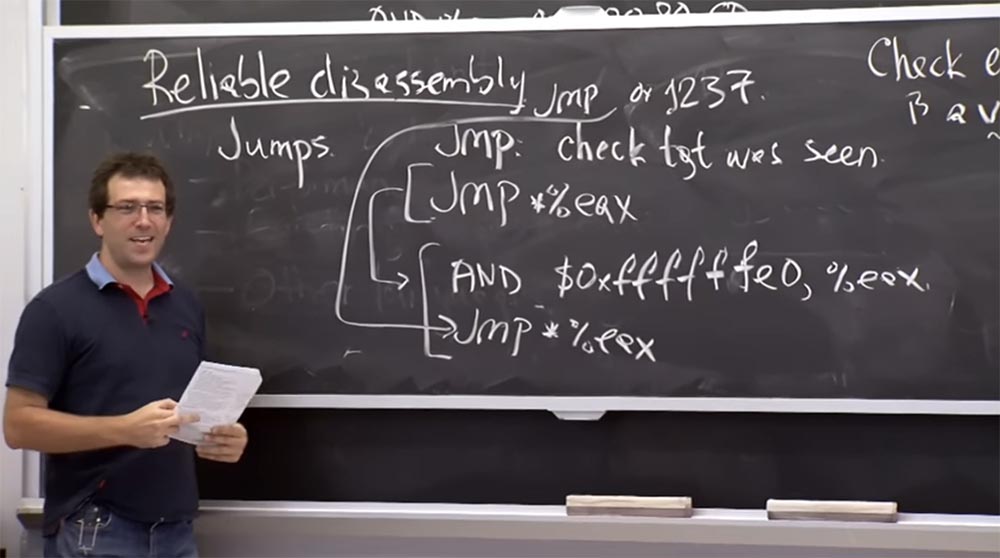 Reliable disassembly
JMP or 1237.
Check
Jumps.
JMP: check tgt was seen.
JMP *%eax
AND $0xffffffe0, %eax.
JMP *%eax